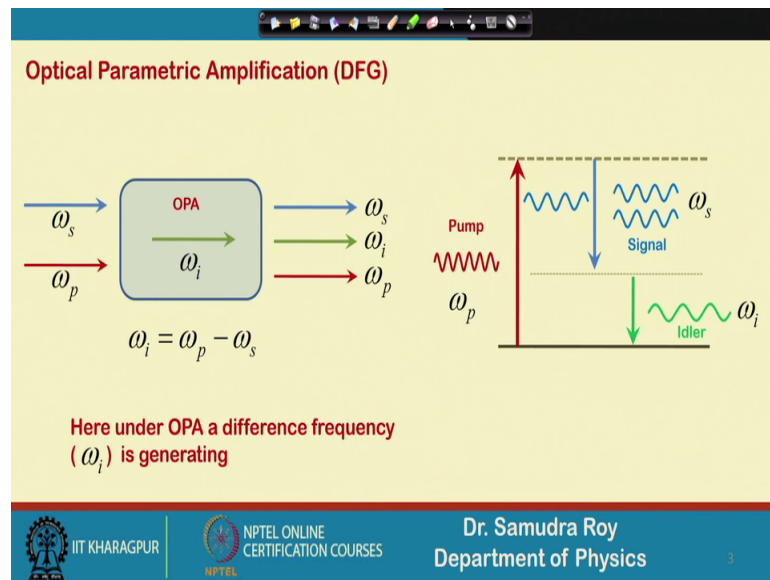 Optical Parametric Amplification (DFG)
ω_s
ω_p
OPA
ω_i
ω_s
ω_i
ω_p
ω_i = ω_p − ω_s
Pump
ω_p
Signal
ω_s
Idler
ω_i
Here under OPA a difference frequency
( ω_i ) is generating
IIT KHARAGPUR
NPTEL
NPTEL ONLINE
CERTIFICATION COURSES
Dr. Samudra Roy
Department of Physics
3